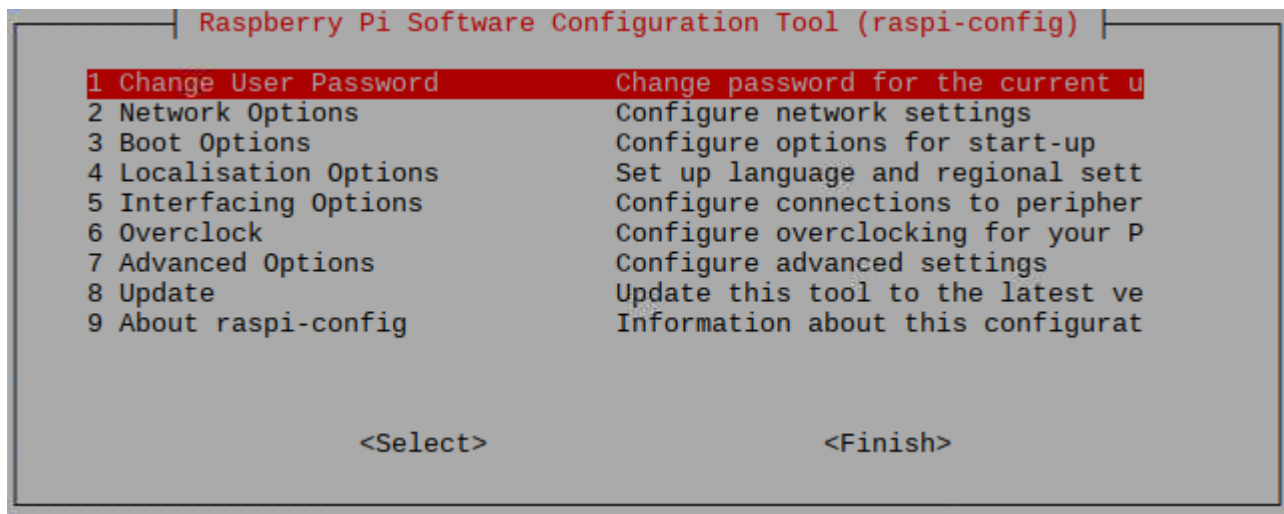 Raspberry Pi Software Configuration Tool (raspi-config)
1 Change User Password Change password for the current u
2 Network Options Configure network settings
3 Boot Options Configure options for start-up
4 Localisation Options Set up language and regional sett
5 Interfacing Options Configure connections to peripher
6 Overclock Configure overclocking for your P
7 Advanced Options Configure advanced settings
8 Update Update this tool to the latest ve
9 About raspi-config Information about this configurat
<Select> <Finish>